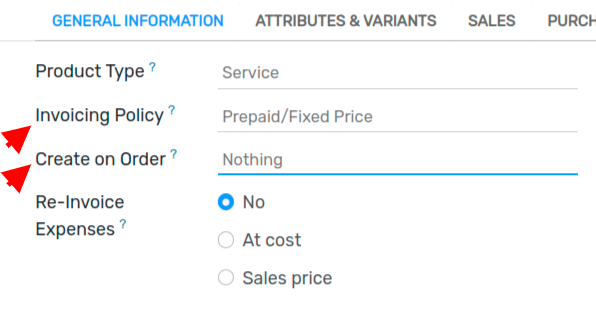 GENERAL INFORMATION ATTRIBUTES & VARIANTS SALES PURCH
Product Type ? Service
Invoicing Policy ? Prepaid/Fixed Price
Create on Order ? Nothing
Re-Invoice Expenses ? No
At cost
Sales price